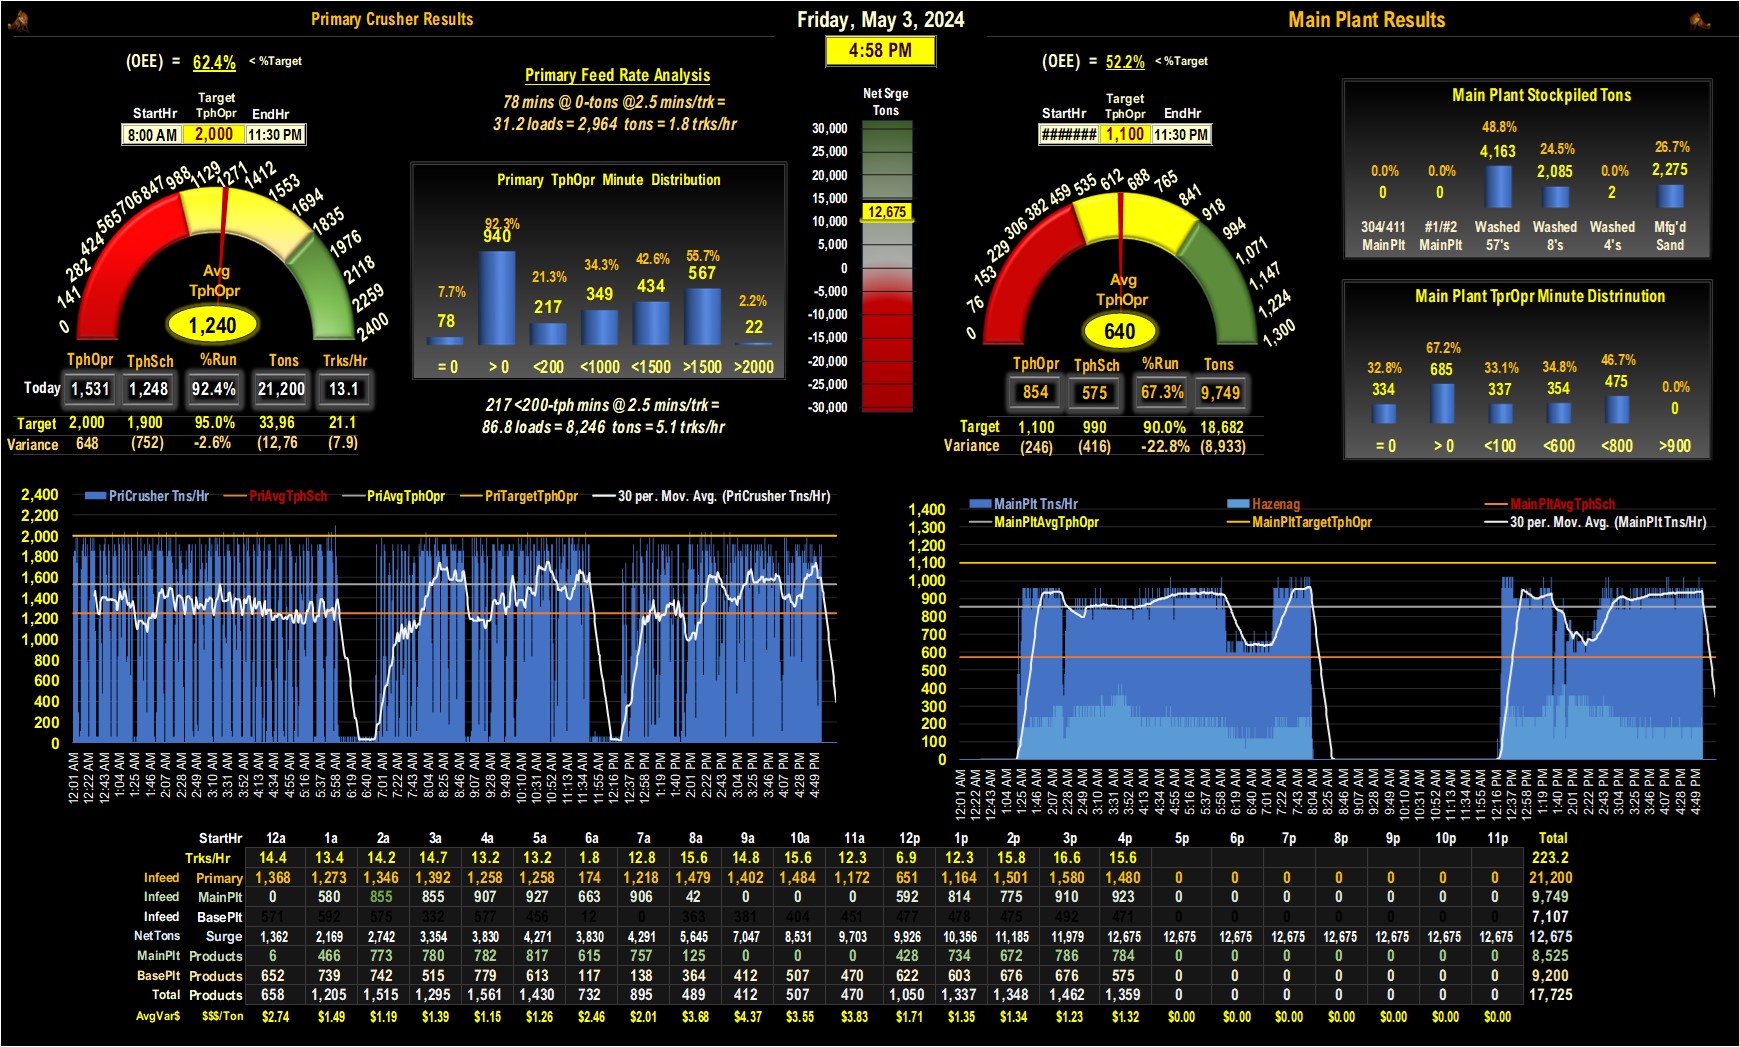 Primary Crusher Results
Friday, May 3, 2024
Main Plant Results
4:58 PM
(OEE) = 62.4% < %Target
Target
StartHr TphOpr EndHr
8:00 AM 2,000 11:30 PM
0 141 282 424 565 706 847 988 1129 1271 1412 1553 1694 1835 1976 2118 2259 2400
Avg
TphOpr
1,240
TphOpr TphSch %Run Tons Trks/Hr
Today 1,531 1,248 92.4% 21,200 13.1
Target 2,000 1,900 95.0% 33,96 21.1
Variance 648 (752) -2.6% (12,76 (7.9)
Primary Feed Rate Analysis
78 mins @ 0-tons @2.5 mins/trk =
31.2 loads = 2,964 tons = 1.8 trks/hr
Primary TphOpr Minute Distribution
7.7% 92.3% 21.3% 34.3% 42.6% 55.7% 2.2%
78 940 217 349 434 567 22
= 0 > 0 <200 <1000 <1500 >1500 >2000
217 <200-tph mins @ 2.5 mins/trk =
86.8 loads = 8,246 tons = 5.1 trks/hr
Net Srge
Tons
30,000
25,000
20,000
15,000
12,675
10,000
5,000
0
-5,000
-10,000
-15,000
-20,000
-25,000
-30,000
(OEE) = 52.2% < %Target
Target
StartHr TphOpr EndHr
####### 1,100 11:30 PM
0 76 153 229 306 382 459 535 612 688 765 841 918 994 1,071 1,147 1,224 1,300
Avg
TphOpr
640
TphOpr TphSch %Run Tons
854 575 67.3% 9,749
Target 1,100 990 90.0% 18,682
Variance (246) (416) -22.8% (8,933)
Main Plant Stockpiled Tons
0.0% 0.0% 48.8% 24.5% 0.0% 26.7%
0 0 4,163 2,085 2 2,275
304/411 #1/#2 Washed Washed Washed Mfg'd
MainPlt MainPlt 57's 8's 4's Sand
Main Plant TprOpr Minute Distrinution
32.8% 67.2% 33.1% 34.8% 46.7% 0.0%
334 685 337 354 475 0
= 0 > 0 <100 <600 <800 >900
PriCrusher Tns/Hr PriAvgTphSch PriAvgTphOpr PriTargetTphOpr 30 per. Mov. Avg. (PriCrusher Tns/Hr)
2,400
2,200
2,000
1,800
1,600
1,400
1,200
1,000
800
600
400
200
0
12:01 AM 12:22 AM 12:43 AM 1:04 AM 1:25 AM 1:46 AM 2:07 AM 2:28 AM 2:49 AM 3:10 AM 3:31 AM 3:52 AM 4:13 AM 4:34 AM 4:55 AM 5:16 AM 5:37 AM 5:58 AM 6:19 AM 6:40 AM 7:01 AM 7:22 AM 7:43 AM 8:04 AM 8:25 AM 8:46 AM 9:07 AM 9:28 AM 9:49 AM 10:10 AM 10:31 AM 10:52 AM 11:13 AM 11:34 AM 11:55 AM 12:16 PM 12:37 PM 12:58 PM 1:19 PM 1:40 PM 2:01 PM 2:22 PM 2:43 PM 3:04 PM 3:25 PM 3:46 PM 4:07 PM 4:28 PM 4:49 PM
MainPlt Tns/Hr Hazenag MainPltAvgTphSch
MainPltAvgTphOpr MainPltTargetTphOpr 30 per. Mov. Avg. (MainPlt Tns/Hr)
1,400
1,300
1,200
1,100
1,000
900
800
700
600
500
400
300
200
100
0
12:01 AM 12:22 AM 12:43 AM 1:04 AM 1:25 AM 1:46 AM 2:07 AM 2:28 AM 2:49 AM 3:10 AM 3:31 AM 3:52 AM 4:13 AM 4:34 AM 4:55 AM 5:16 AM 5:37 AM 5:58 AM 6:19 AM 6:40 AM 7:01 AM 7:22 AM 7:43 AM 8:04 AM 8:25 AM 8:46 AM 9:07 AM 9:28 AM 9:49 AM 10:10 AM 10:31 AM 10:52 AM 11:13 AM 11:34 AM 11:55 AM 12:16 PM 12:37 PM 12:58 PM 1:19 PM 1:40 PM 2:01 PM 2:22 PM 2:43 PM 3:04 PM 3:25 PM 3:46 PM 4:07 PM 4:28 PM 4:49 PM
StartHr 12a 1a 2a 3a 4a 5a 6a 7a 8a 9a 10a 11a 12p 1p 2p 3p 4p 5p 6p 7p 8p 9p 10p 11p Total
Trks/Hr 14.4 13.4 14.2 14.7 13.2 13.2 1.8 12.8 15.6 14.8 15.6 12.3 6.9 12.3 15.8 16.6 15.6 223.2
Infeed Primary 1,368 1,273 1,346 1,392 1,258 1,258 174 1,218 1,479 1,402 1,484 1,172 651 1,164 1,501 1,580 1,480 0 0 0 0 0 0 0 21,200
Infeed MainPlt 0 580 855 855 907 927 663 906 42 0 0 0 592 814 775 910 923 0 0 0 0 0 0 0 9,749
Infeed BasePlt 571 592 575 332 577 456 12 0 363 381 404 451 477 478 475 492 471 0 0 0 0 0 0 0 7,107
NetTons Surge 1,362 2,169 2,742 3,354 3,830 4,271 3,830 4,291 5,645 7,047 8,531 9,703 9,926 10,356 11,185 11,979 12,675 12,675 12,675 12,675 12,675 12,675 12,675 12,675 12,675
MainPlt Products 6 466 773 780 782 817 615 757 125 0 0 0 428 734 672 786 784 0 0 0 0 0 0 0 8,525
BasePlt Products 652 739 742 515 779 613 117 138 364 412 507 470 622 603 676 676 575 0 0 0 0 0 0 0 9,200
Total Products 658 1,205 1,515 1,295 1,561 1,430 732 895 489 412 507 470 1,050 1,337 1,348 1,462 1,359 0 0 0 0 0 0 0 17,725
AvgVar$ $$$/Ton $2.74 $1.49 $1.19 $1.39 $1.15 $1.26 $2.46 $2.01 $3.68 $4.37 $3.55 $3.83 $1.71 $1.35 $1.34 $1.23 $1.32 $0.00 $0.00 $0.00 $0.00 $0.00 $0.00 $0.00